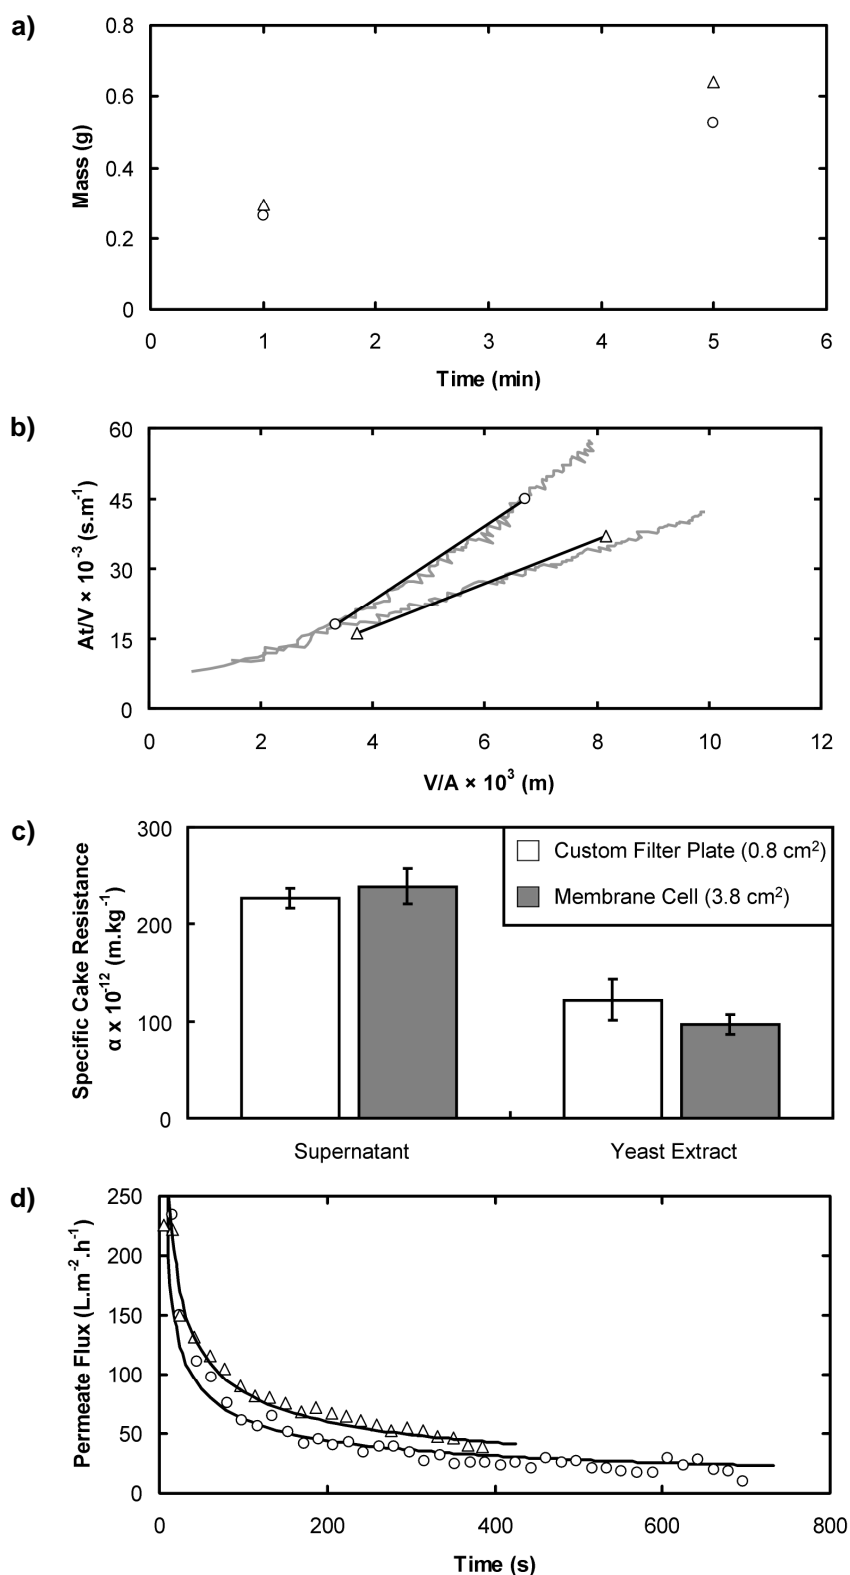 a)
0.8
0.6
0.4
0.2
0
Mass (g)
0 1 2 3 4 5 6
Time (min)
b)
60
45
30
15
0
At/V × 10⁻³ (s.m⁻¹)
0 2 4 6 8 10 12
V/A × 10³ (m)
c)
300
200
100
0
Specific Cake Resistance
α x 10⁻¹² (m.kg⁻¹)
Custom Filter Plate (0.8 cm²)
Membrane Cell (3.8 cm²)
Supernatant Yeast Extract
d)
250
200
150
100
50
0
Permeate Flux (L.m⁻².h⁻¹)
0 200 400 600 800
Time (s)